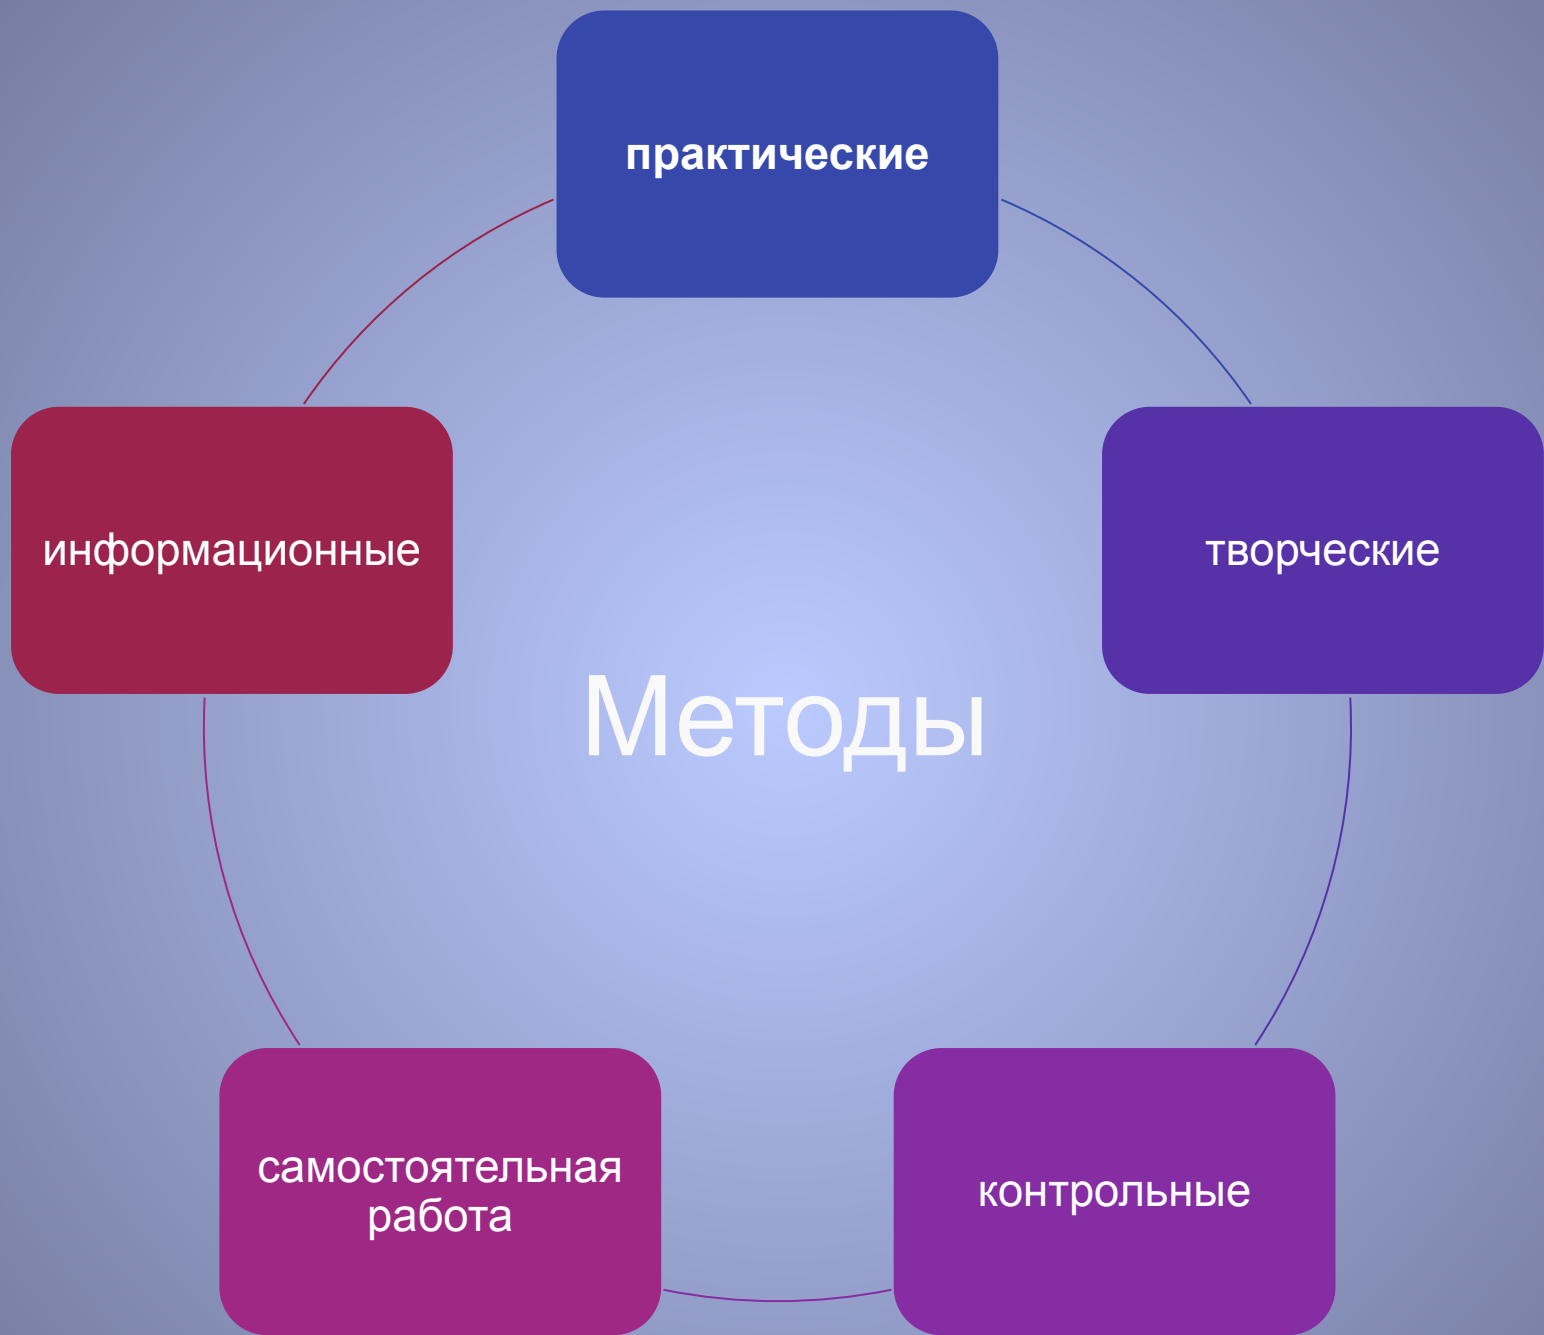 практические
информационные
творческие
Методы
самостоятельная
работа
контрольные